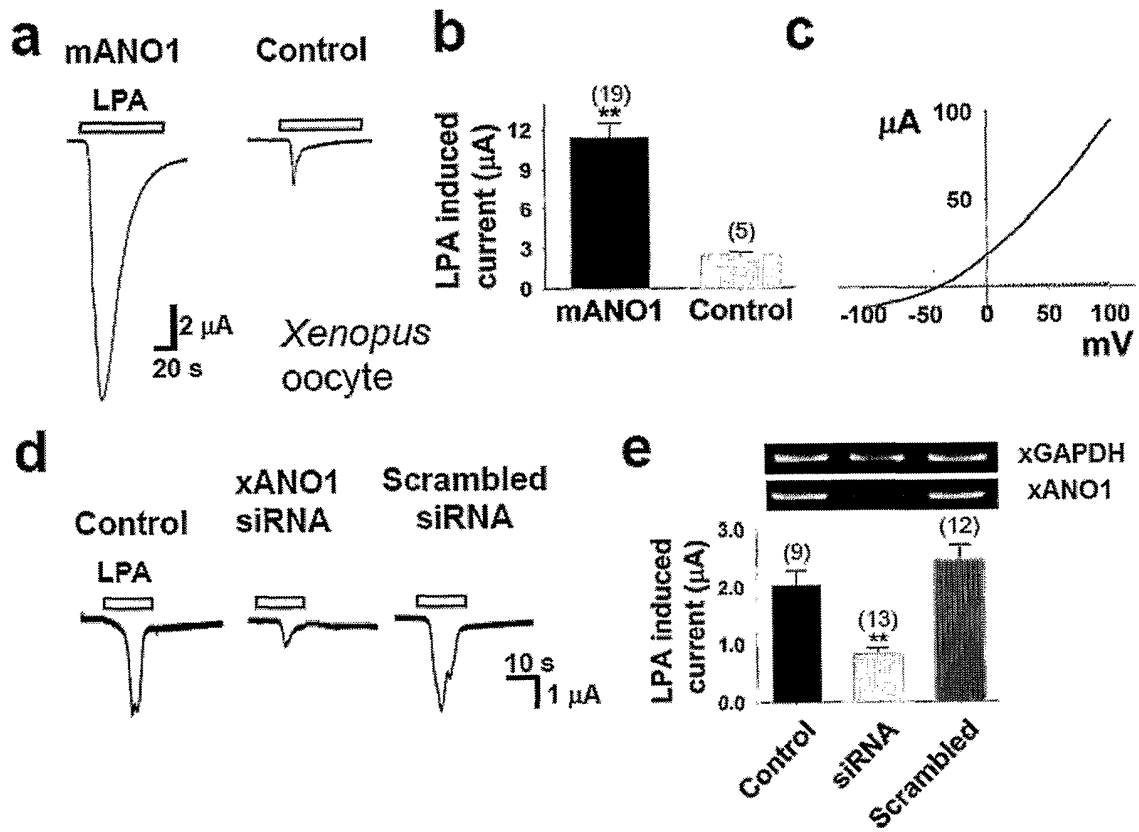 a
mANO1
Control
LPA
2 μA
20 s
Xenopus
oocyte
b
LPA induced
current (μA)
12
9
6
3
0
(19)
**
(5)
mANO1
Control
c
μA
100
50
-100
-50
0
50
100
mV
d
Control
xANO1
siRNA
Scrambled
siRNA
LPA
10 s
1 μA
e
xGAPDH
xANO1
LPA induced
current (μA)
3.0
2.0
1.0
0.0
(9)
(13)
**
(12)
Control
siRNA
Scrambled